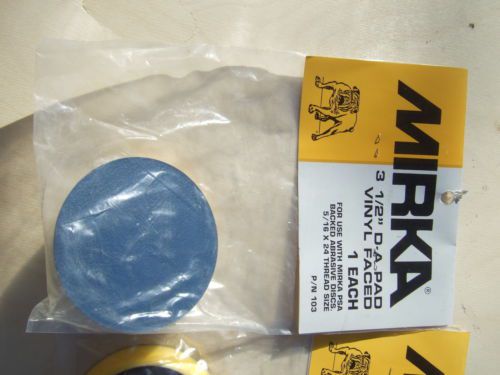 MIRKA®
3 1/2" D-A-PAD
VINYL FACED
1 EACH
FOR USE WITH MIRKA PSA
BACKED ABRASIVE DISCS.
5/16 X 24 THREAD SIZE
P/N 103